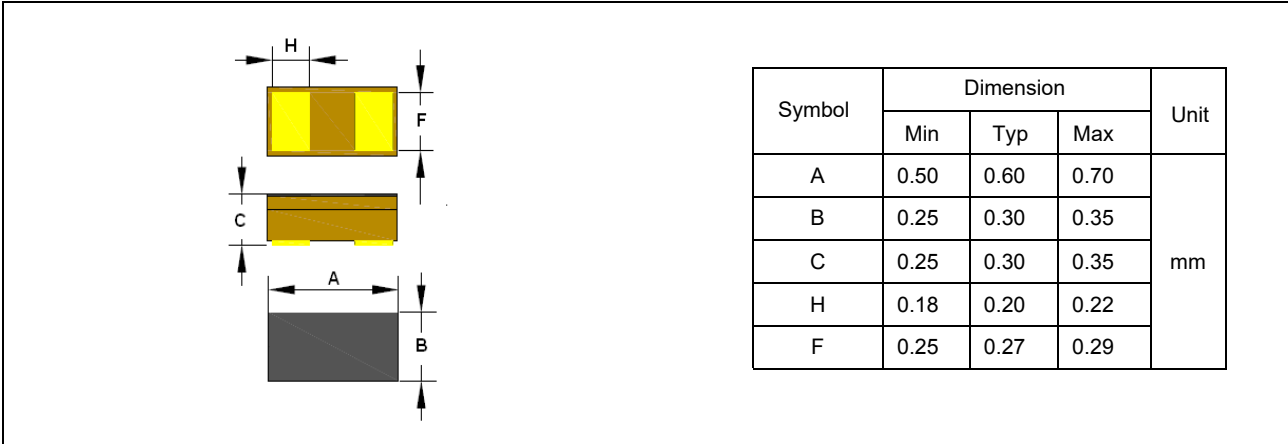 H
F
C
A
B
Symbol Dimension Unit
Min Typ Max
A 0.50 0.60 0.70 mm
B 0.25 0.30 0.35
C 0.25 0.30 0.35
H 0.18 0.20 0.22
F 0.25 0.27 0.29